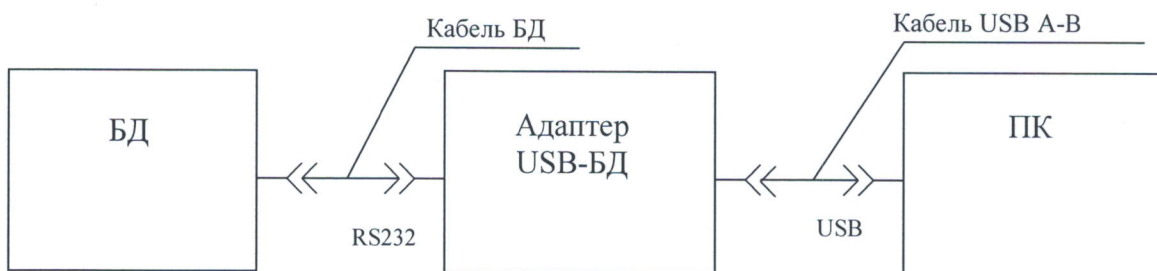 Кабель БД
Кабель USB A-B
БД
Адаптер
USB-БД
ПК
RS232
USB